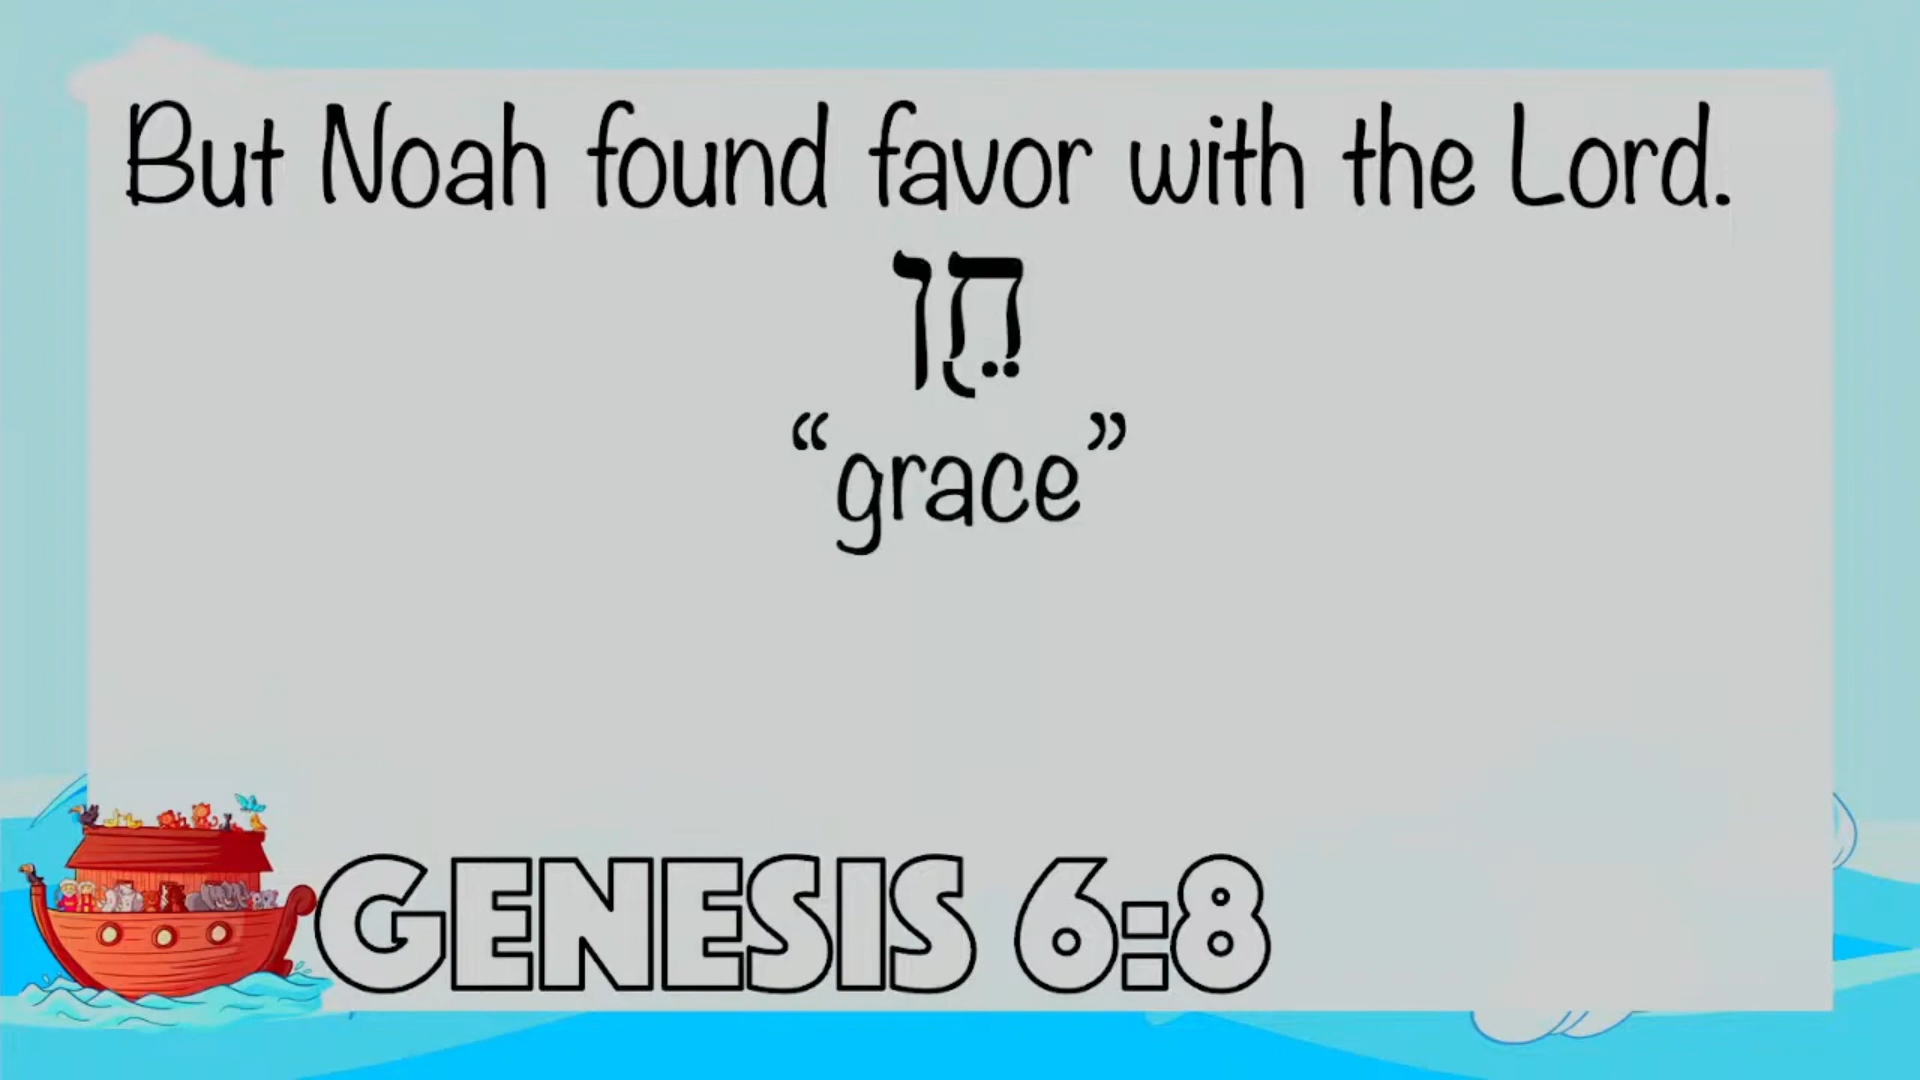 But Noah found favor with the Lord.
חֵ֖ן
“grace”
GENESIS 6:8